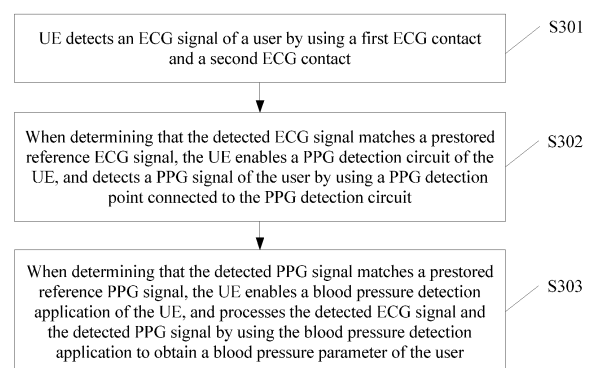 UE detects an ECG signal of a user by using a first ECG contact
and a second ECG contact
S301
When determining that the detected ECG signal matches a prestored
reference ECG signal, the UE enables a PPG detection circuit of the
UE, and detects a PPG signal of the user by using a PPG detection
point connected to the PPG detection circuit
S302
When determining that the detected PPG signal matches a prestored
reference PPG signal, the UE enables a blood pressure detection
application of the UE, and processes the detected ECG signal and
the detected PPG signal by using the blood pressure detection
application to obtain a blood pressure parameter of the user
S303